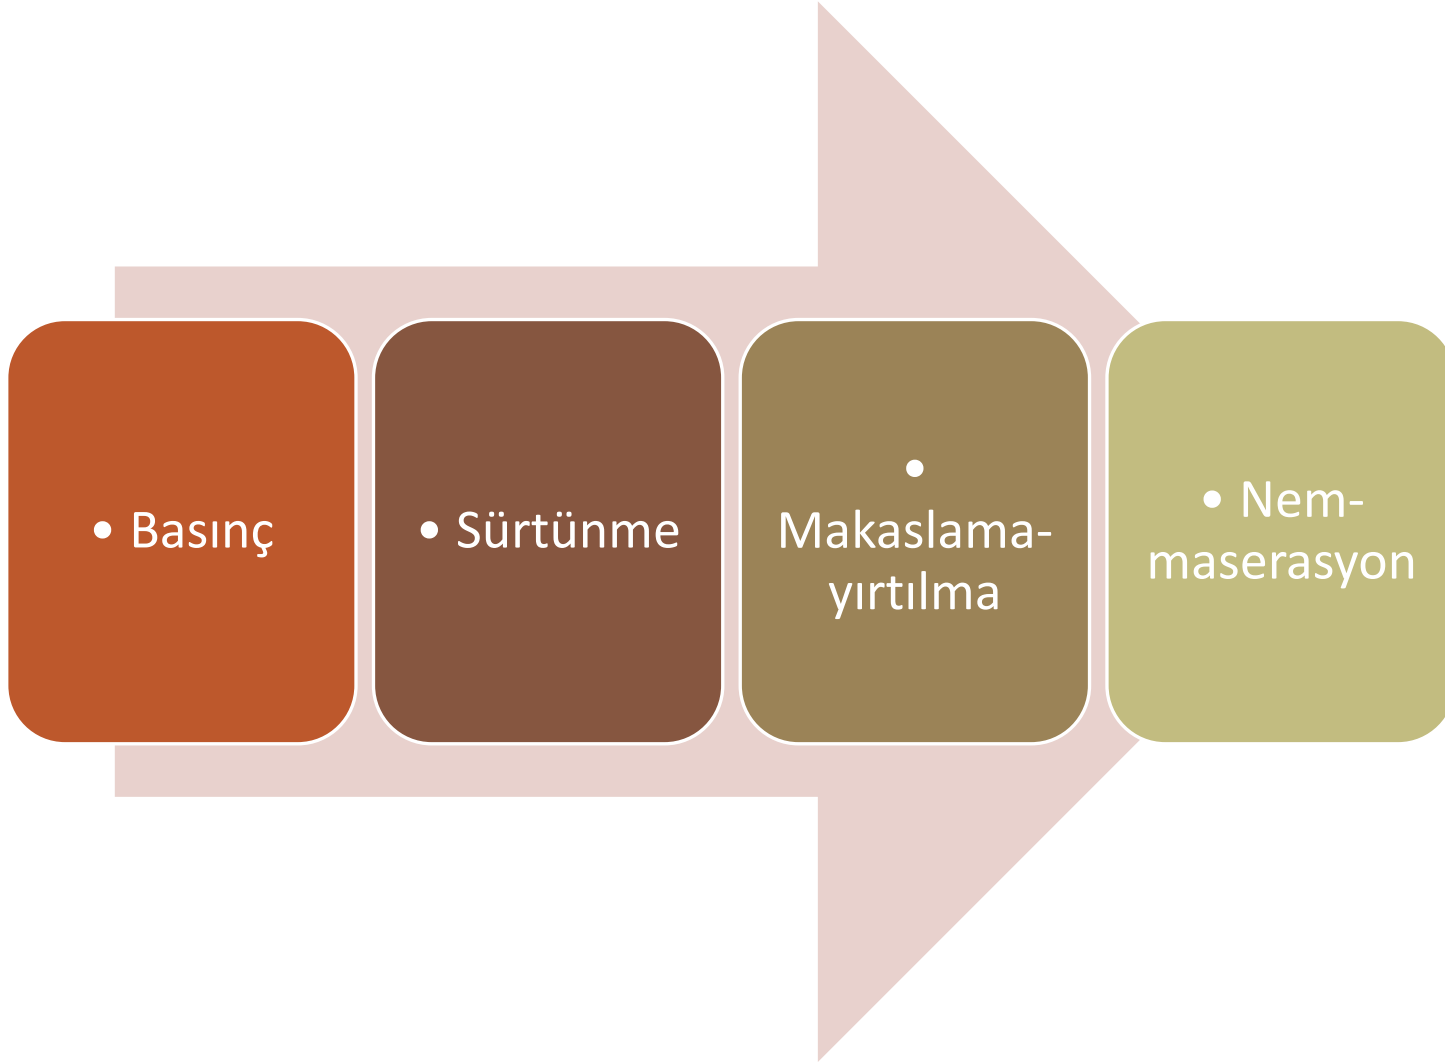 • Basınç
• Sürtünme
•
Makaslama-
yırtılma
• Nem-
maserasyon